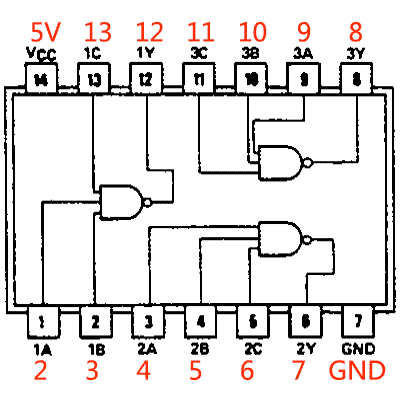 5V 13 12 11 10 9 8
VCC 1C 1Y 3C 3B 3A 3Y
14 13 12 11 10 9 8
1 2 3 4 5 6 7
1A 1B 2A 2B 2C 2Y GND
2 3 4 5 6 7 GND